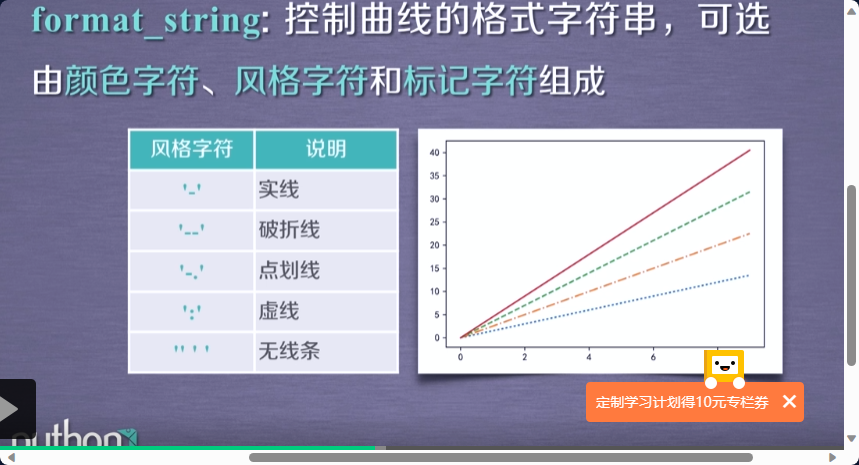 format_string: 控制曲线的格式字符串，可选
由颜色字符、风格字符和标记字符组成
风格字符 说明
'-' 实线
'--' 破折线
'-.' 点划线
':' 虚线
'' ' ' 无线条
40
35
30
25
20
15
10
5
0
0 2 4 6
定制学习计划得10元专栏券
python